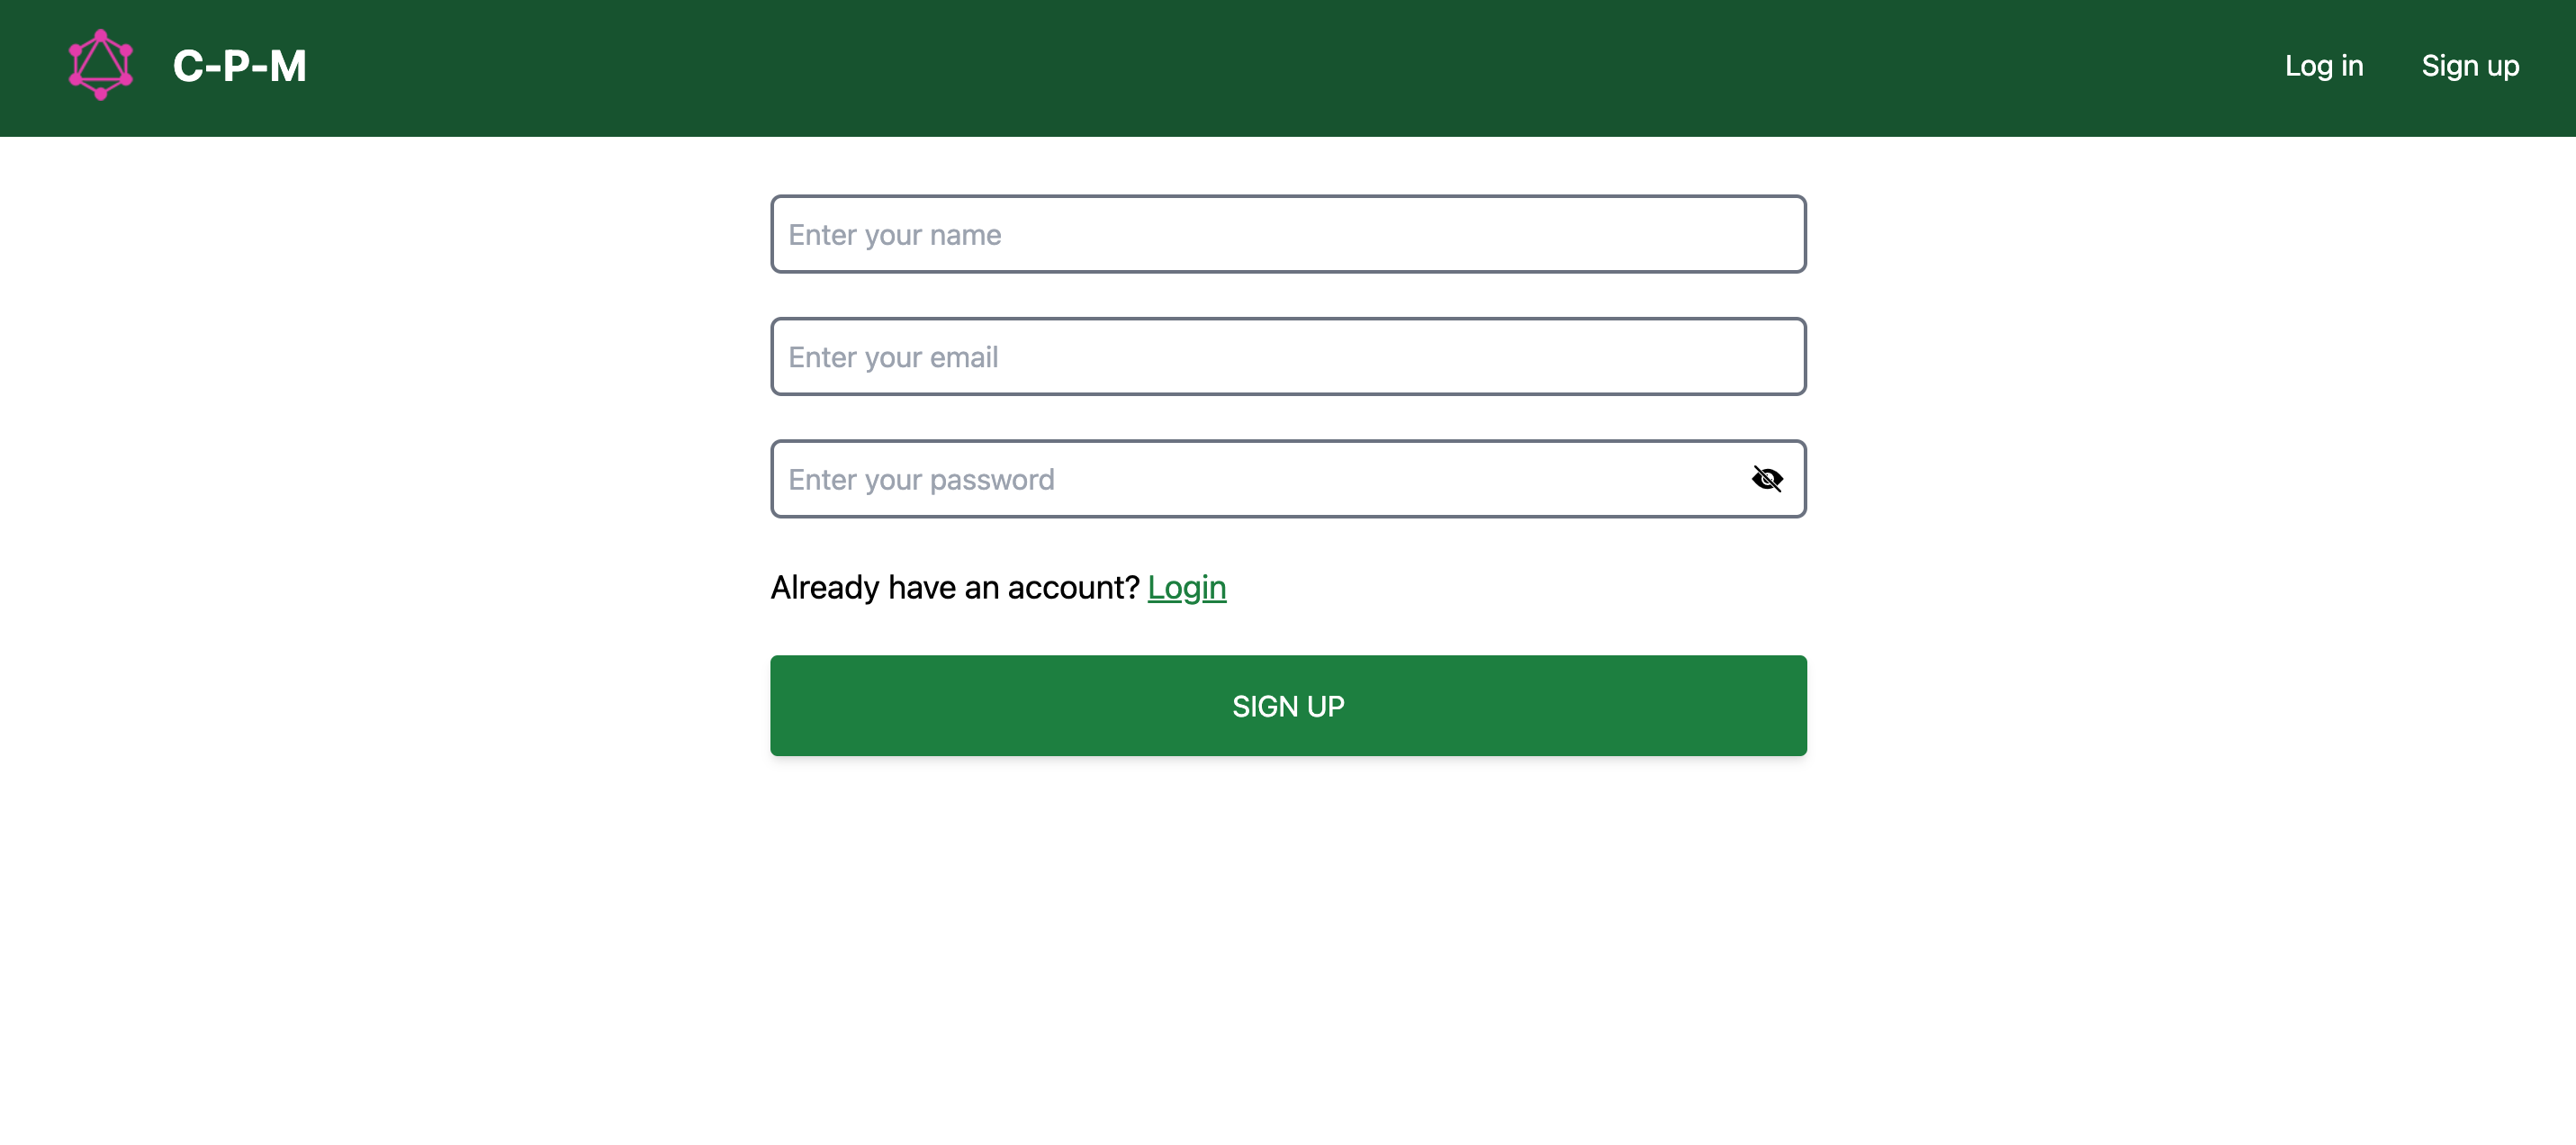 C-P-M
Log in
Sign up
Enter your name
Enter your email
Enter your password
Already have an account? Login
SIGN UP